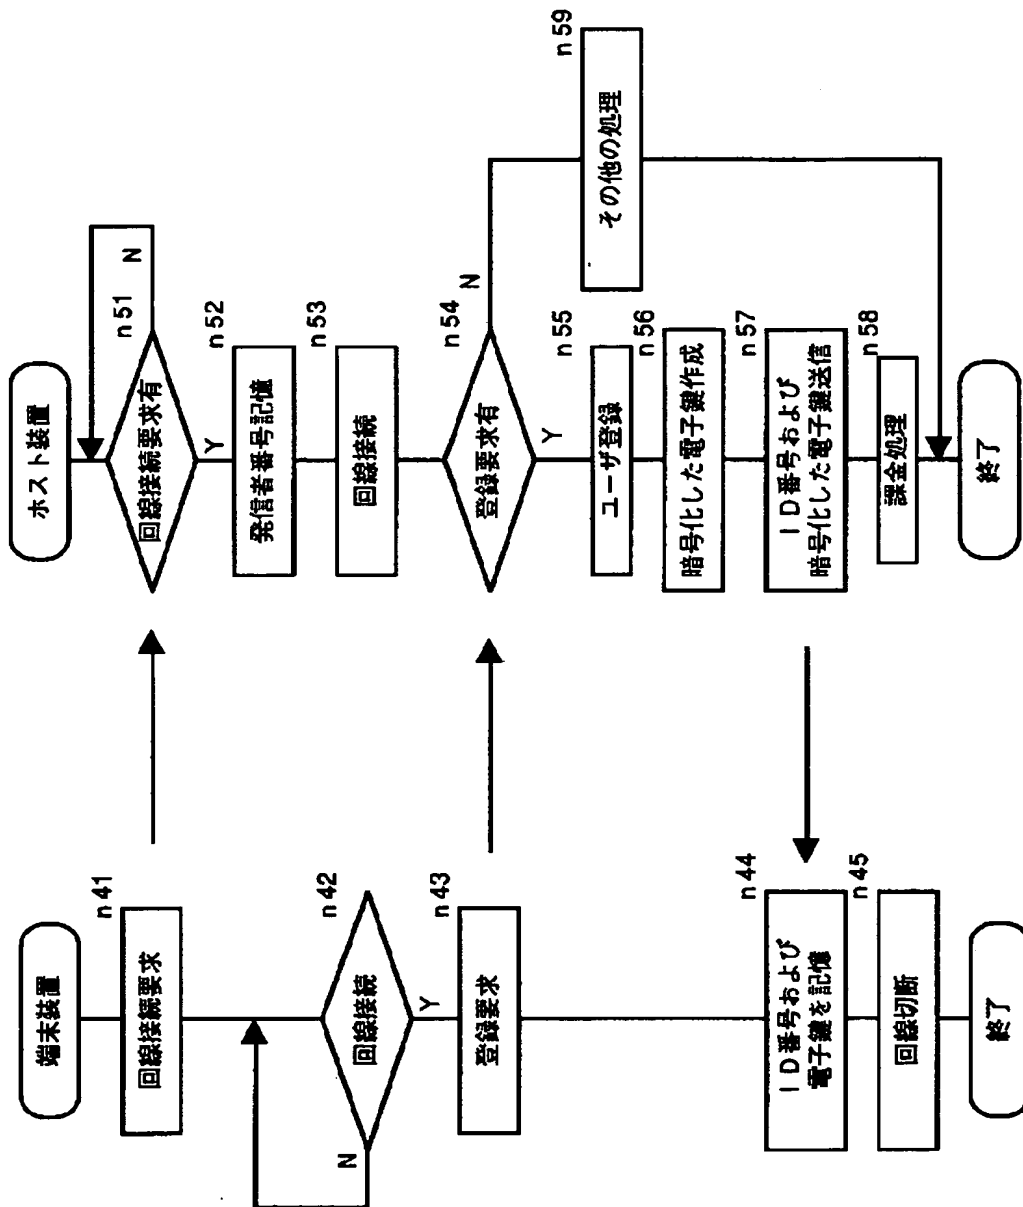 端末装置
n41
回線接続要求
n42
回線接続
N
Y
n43
登録要求
n44
ID番号および
電子鍵を記憶
n45
回線切断
終了
ホスト装置
n51
回線接続要求有
N
Y
n52
発信者番号記憶
n53
回線接続
n54
登録要求有
N
Y
n55
ユーザ登録
n56
暗号化した電子鍵作成
n57
ID番号および
暗号化した電子鍵送信
n58
課金処理
n59
その他の処理
終了